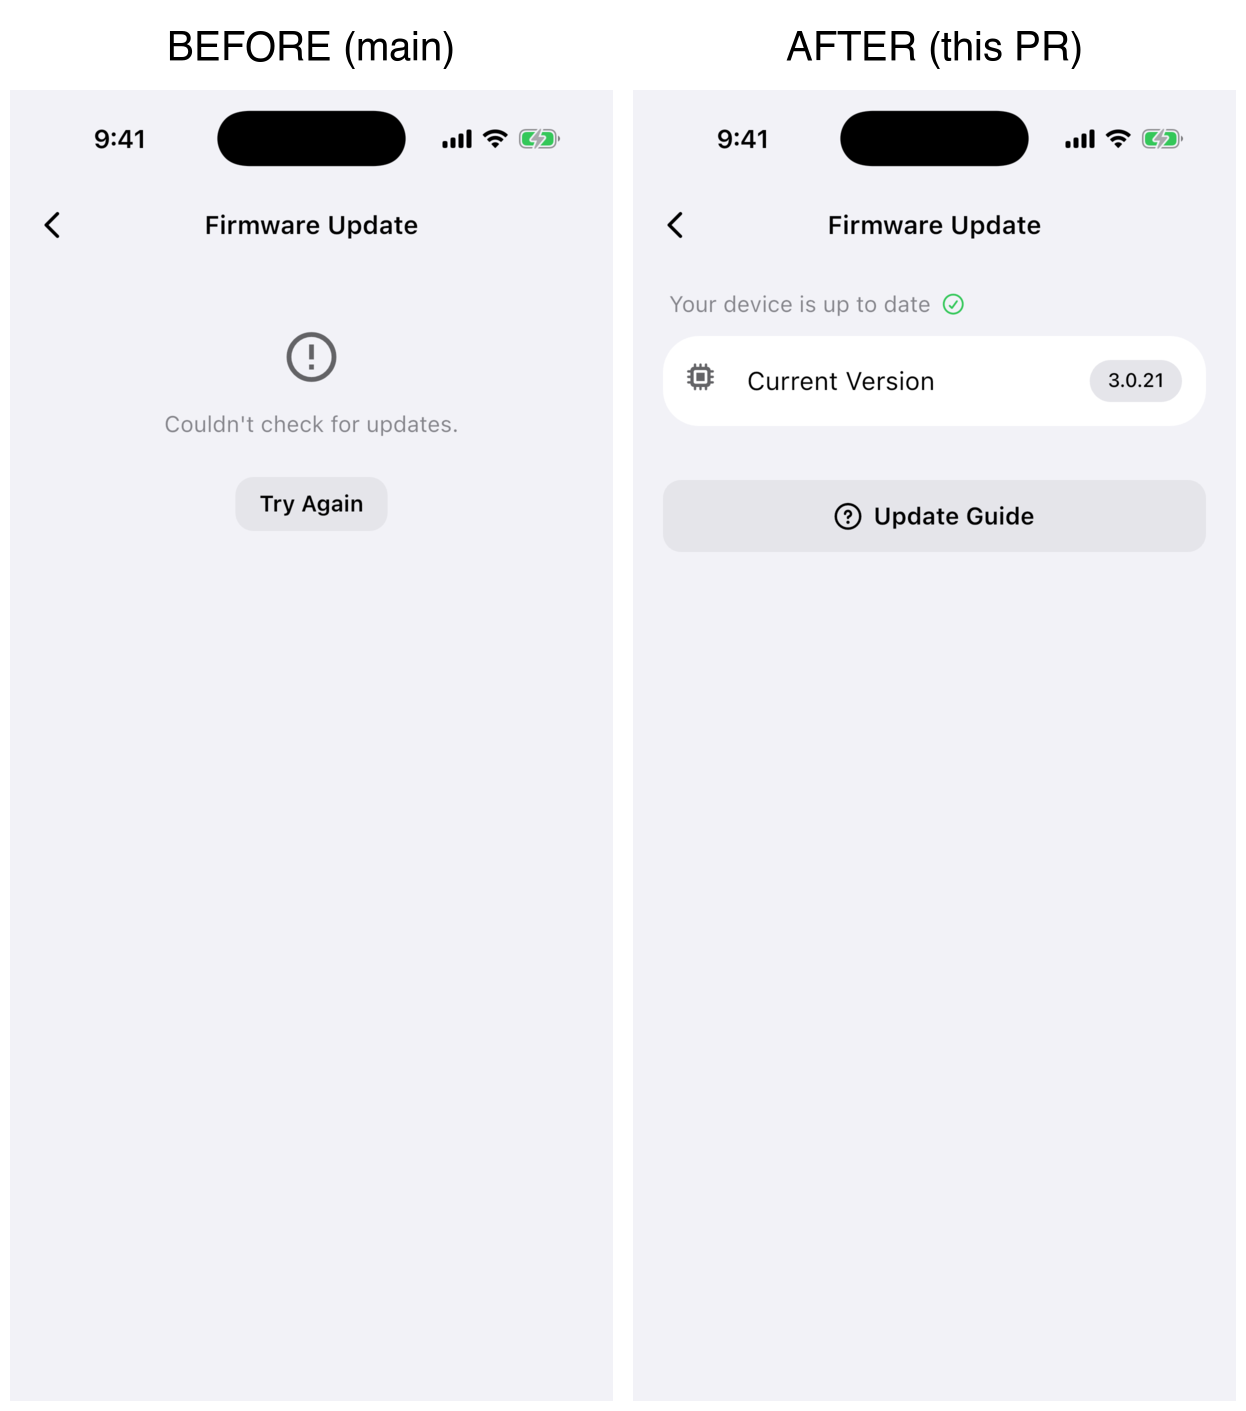 BEFORE (main)
9:41
Firmware Update
Couldn't check for updates.
Try Again
AFTER (this PR)
9:41
Firmware Update
Your device is up to date
Current Version 3.0.21
Update Guide